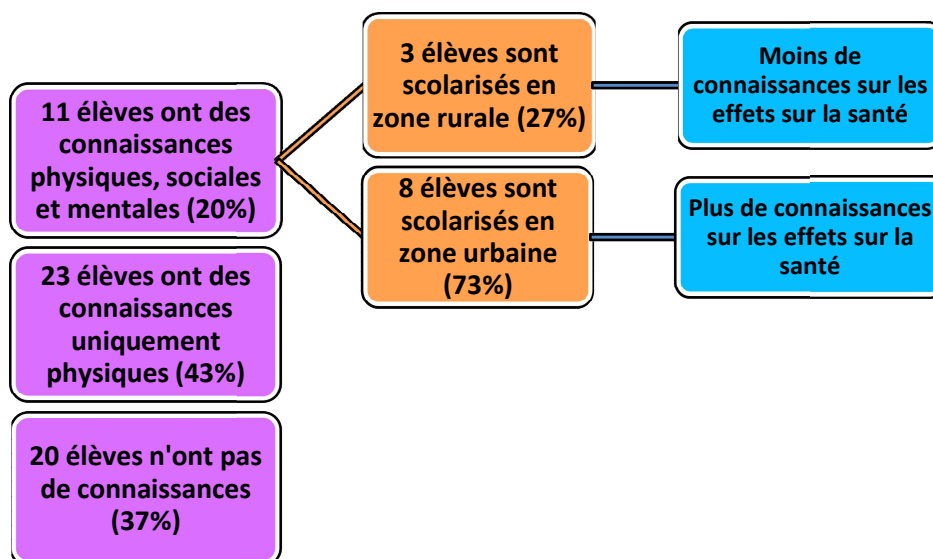 11 élèves ont des
connaissances
physiques, sociales
et mentales (20%)
23 élèves ont des
connaissances
uniquement
physiques (43%)
20 élèves n'ont pas
de connaissances
(37%)
3 élèves sont
scolarisés en
zone rurale (27%)
8 élèves sont
scolarisés en
zone urbaine
(73%)
Moins de
connaissances sur les
effets sur la santé
Plus de connaissances
sur les effets sur la
santé